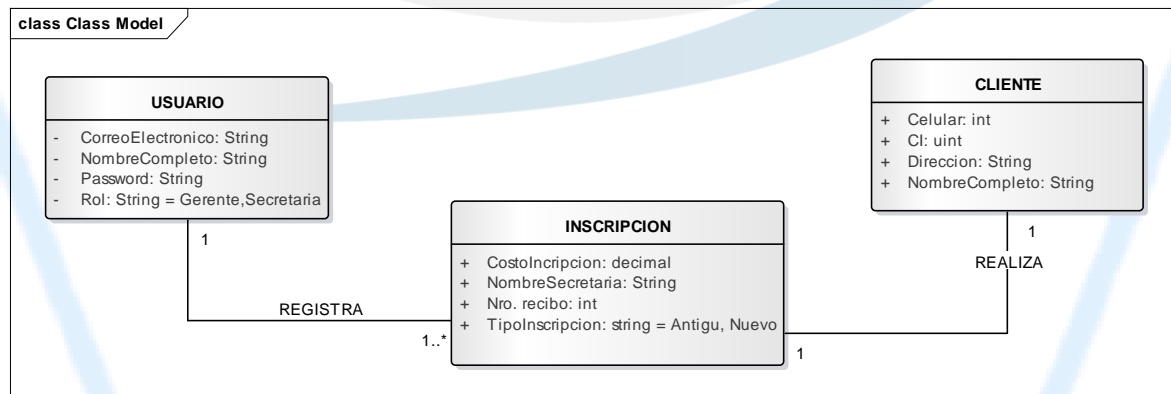 class Class Model
USUARIO
- CorreoElectronico: String
- NombreCompleto: String
- Password: String
- Rol: String = Gerente,Secretaria
1
REGISTRA
1..*
INSCRIPCION
+ CostoIncripcion: decimal
+ NombreSecretaria: String
+ Nro. recibo: int
+ TipoInscripcion: string = Antigu, Nuevo
CLIENTE
+ Celular: int
+ CI: uint
+ Direccion: String
+ NombreCompleto: String
1
REALIZA
1